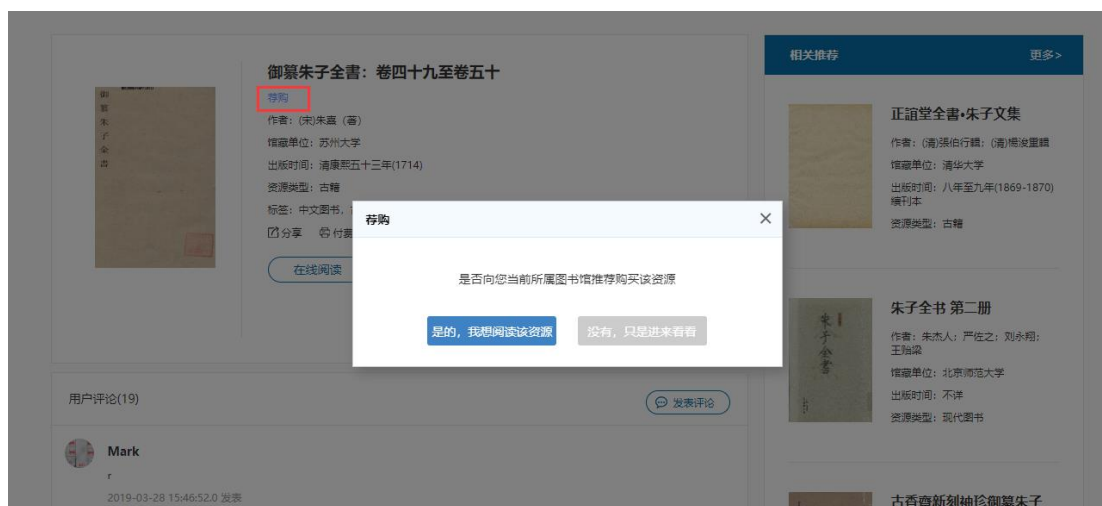 御纂朱子全書
御纂朱子全書：卷四十九至卷五十
荐购
作者：(宋)朱熹（著）
馆藏单位：苏州大学
出版时间：清康熙五十三年(1714)
资源类型：古籍
标签：中文图书，
分享 付费
在线阅读
荐购
是否向您当前所属图书馆推荐购买该资源
是的，我想阅读该资源 没有，只是进来看看
用户评论(19)
发表评论
Mark
r
2019-03-28 15:46:52.0 发表
相关推荐 更多>
正誼堂全書•朱子文集
作者：(清)張伯行輯；(清)楊浚重輯
馆藏单位：清华大学
出版时间：八年至九年(1869-1870)
續刊本
资源类型：古籍
朱子全書
朱子全书 第二册
作者：朱杰人；严佐之；刘永翔；
王贻梁
馆藏单位：北京师范大学
出版时间：不详
资源类型：现代图书
古香齋新刻袖珍御纂朱子